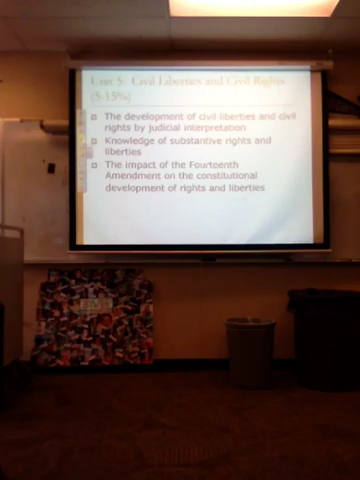 Unit 5: Civil Liberties and Civil Rights
(5-15%)
The development of civil liberties and civil
rights by judicial interpretation
Knowledge of substantive rights and
liberties
The impact of the Fourteenth
Amendment on the constitutional
development of rights and liberties